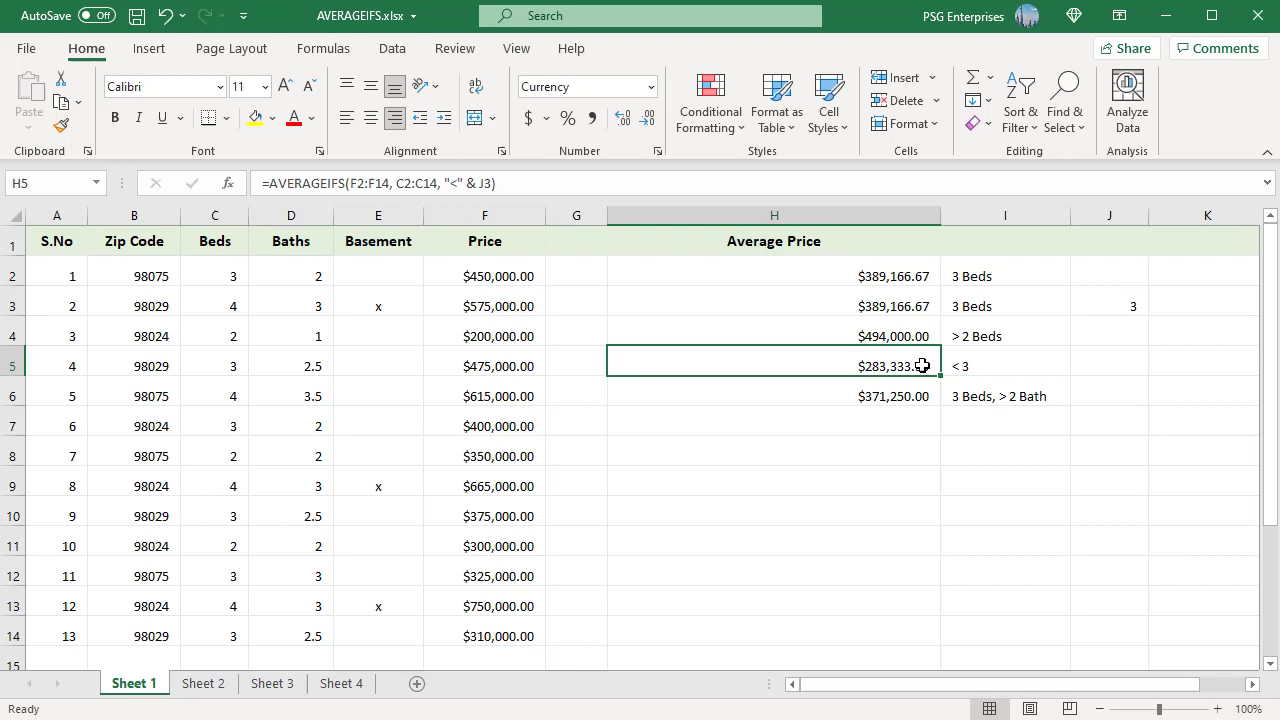 AutoSave Off AVERAGEIFS.xlsx Search PSG Enterprises
File Home Insert Draw Page Layout Formulas Data Review View Help Share Comments
Paste
Clipboard
Calibri 11
B I U A
Font
ab
Alignment
Currency
$ % 9
Number
Conditional Formatting Format as Table Cell Styles
Styles
Insert
Delete
Format
Cells
Sort & Filter Find & Select
Editing
Analyze Data
Analysis
H5 fx =AVERAGEIFS(F2:F14, C2:C14, "<" & J3)
A B C D E F G H I J K
1 S.No Zip Code Beds Baths Basement Price Average Price
2 1 98075 3 2 $450,000.00 $389,166.67 3 Beds
3 2 98029 4 3 x $575,000.00 $389,166.67 3 Beds 3
4 3 98024 2 1 $200,000.00 $494,000.00 > 2 Beds
5 4 98029 3 2.5 $475,000.00 $283,333. < 3
6 5 98075 4 3.5 $615,000.00 $371,250.00 3 Beds, > 2 Bath
7 6 98024 3 2 $400,000.00
8 7 98075 2 2 $350,000.00
9 8 98024 4 3 x $665,000.00
10 9 98029 3 2.5 $375,000.00
11 10 98024 2 2 $300,000.00
12 11 98075 3 3 $325,000.00
13 12 98024 4 3 x $750,000.00
14 13 98029 3 2.5 $310,000.00
15
Sheet 1 Sheet 2 Sheet 3 Sheet 4
Ready 100%